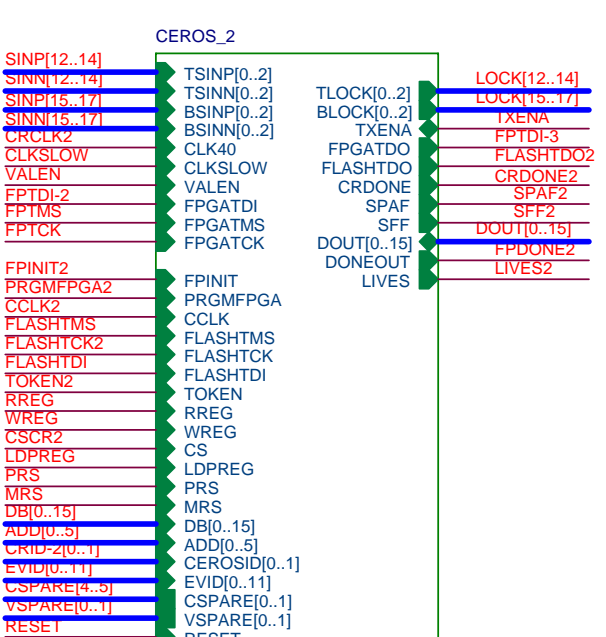 CEROS_2
SINP[12..14] TSINP[0..2]
SINN[12..14] TSINN[0..2] TLOCK[0..2] LOCK[12..14]
SINP[15..17] BSINP[0..2] BLOCK[0..2] LOCK[15..17]
SINN[15..17] BSINN[0..2] TXENA TXENA
CRCLK2 CLK40 FPGATDO FPTDI-3
CLKSLOW CLKSLOW FLASHTDO FLASHTDO2
VALEN VALEN CRDONE CRDONE2
FPTDI-2 FPGATDI SPAF SPAF2
FPTMS FPGATMS SFF SFF2
FPTCK FPGATCK DOUT[0..15] DOUT[0..15]
DONEOUT FPDONE2
FPINIT2 FPINIT LIVES LIVES2
PRGMFPGA2 PRGMFPGA
CCLK2 CCLK
FLASHTMS FLASHTMS
FLASHTCK2 FLASHTCK
FLASHTDI FLASHTDI
TOKEN2 TOKEN
RREG RREG
WREG WREG
CSCR2 CS
LDPREG LDPREG
PRS PRS
MRS MRS
DB[0..15] DB[0..15]
ADD[0..5] ADD[0..5]
CRID-2[0..1] CEROSID[0..1]
EVID[0..11] EVID[0..11]
CSPARE[4..5] CSPARE[0..1]
VSPARE[0..1] VSPARE[0..1]
RESET RESET